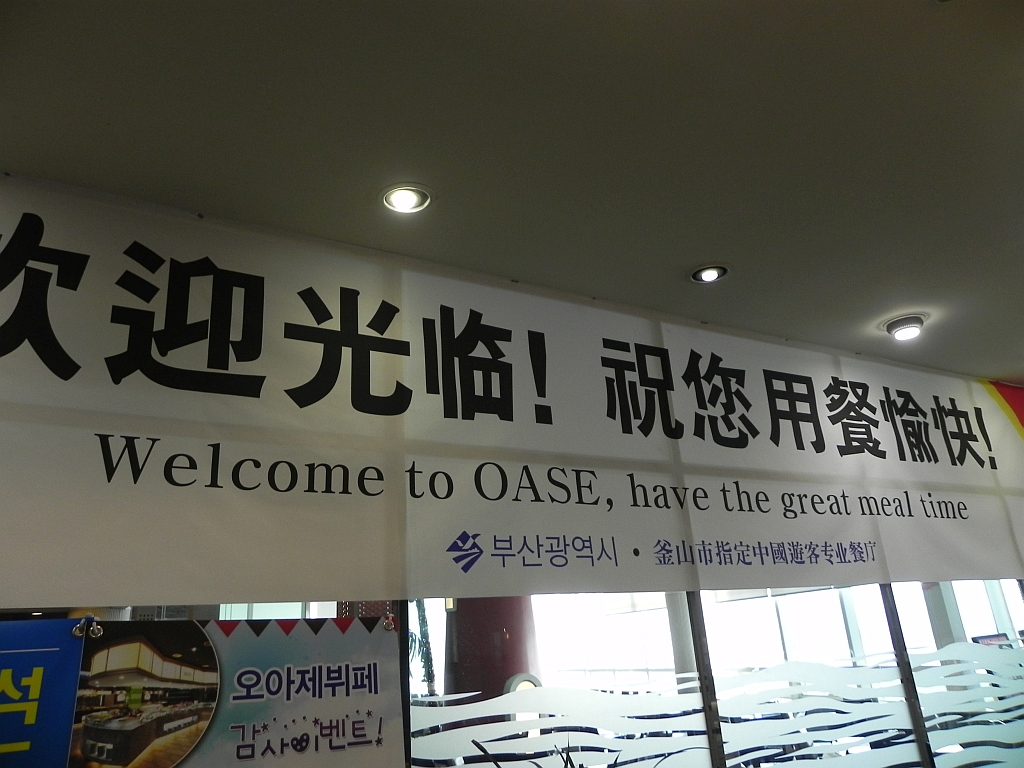 欢迎光临! 祝您用餐愉快!
Welcome to OASE, have the great meal time
부산광역시 · 釜山市指定中國遊客专业餐厅
석
오아제뷔페
감사이벤트!